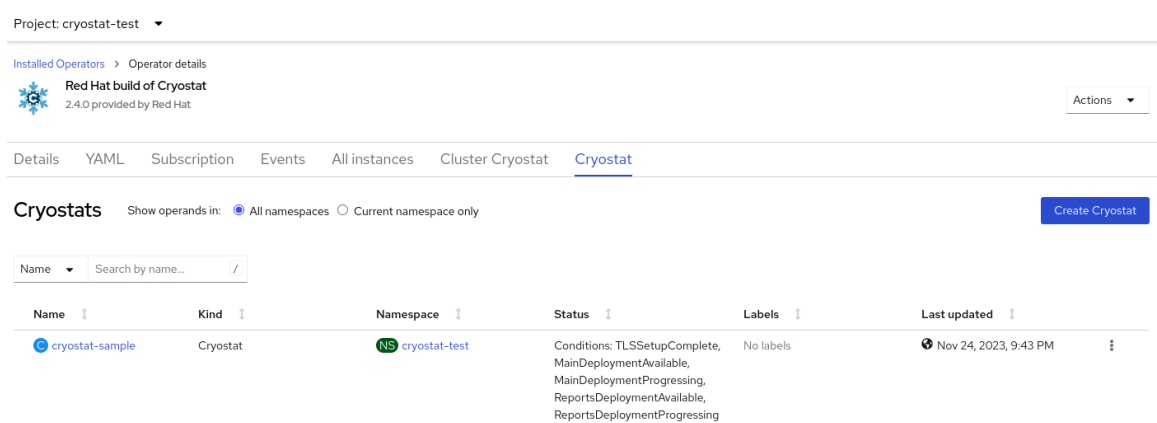 Project: cryostat-test
Installed Operators > Operator details
Red Hat build of Cryostat
2.4.0 provided by Red Hat
Actions
Details YAML Subscription Events All instances Cluster Cryostat Cryostat
Cryostats Show operands in: All namespaces Current namespace only Create Cryostat
Name Search by name... /
Name Kind Namespace Status Labels Last updated
C cryostat-sample Cryostat NS cryostat-test Conditions: TLSSetupComplete, No labels Nov 24, 2023, 9:43 PM
MainDeploymentAvailable,
MainDeploymentProgressing,
ReportsDeploymentAvailable,
ReportsDeploymentProgressing